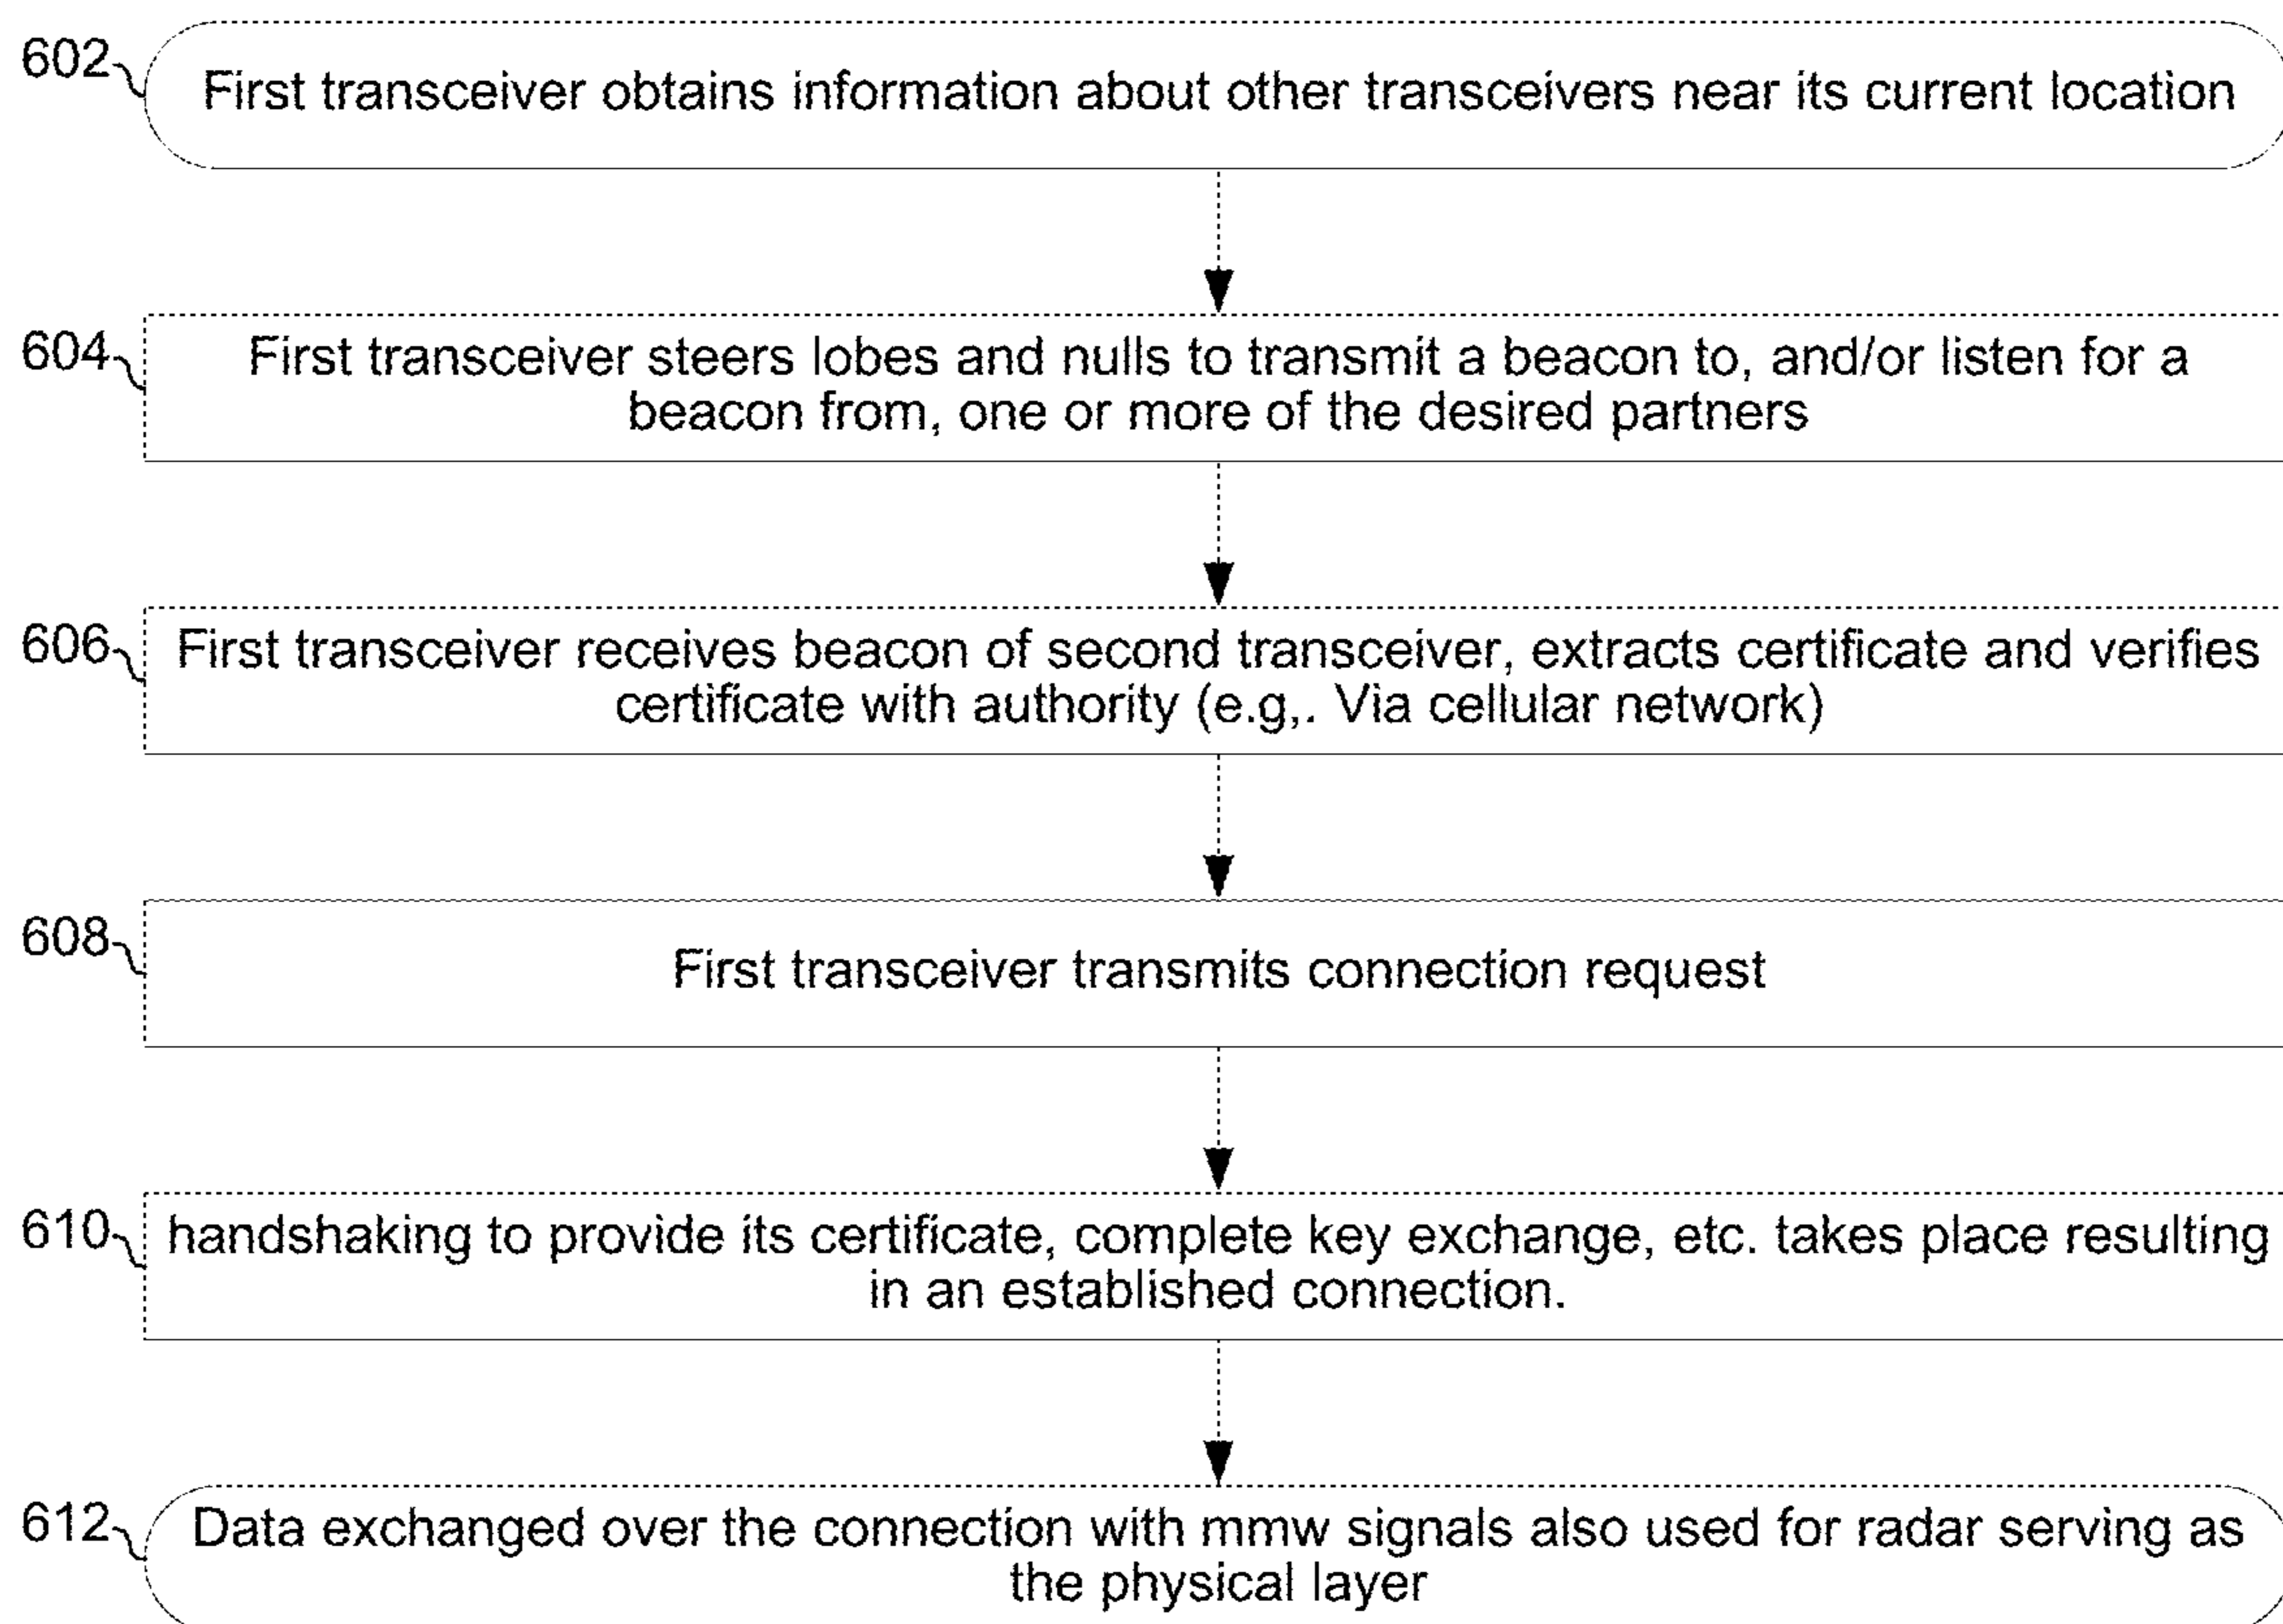 602
First transceiver obtains information about other transceivers near its current location
604
First transceiver steers lobes and nulls to transmit a beacon to, and/or listen for a
beacon from, one or more of the desired partners
606
First transceiver receives beacon of second transceiver, extracts certificate and verifies
certificate with authority (e.g,. Via cellular network)
608
First transceiver transmits connection request
610
handshaking to provide its certificate, complete key exchange, etc. takes place resulting
in an established connection.
612
Data exchanged over the connection with mmw signals also used for radar serving as
the physical layer